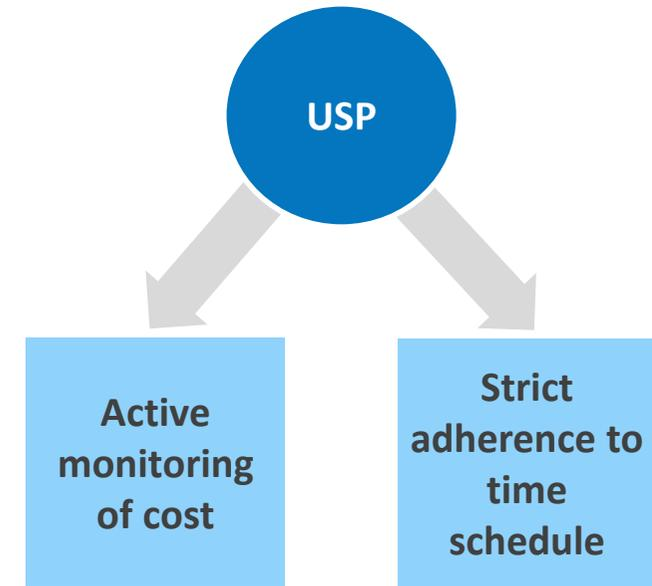 USP
Active
monitoring
of cost
Strict
adherence to
time
schedule